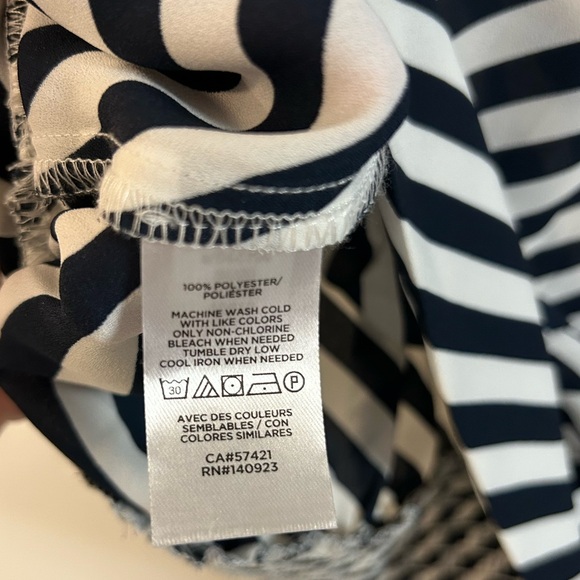 100% POLYESTER/
POLIÉSTER
MACHINE WASH COLD
WITH LIKE COLORS
ONLY NON-CHLORINE
BLEACH WHEN NEEDED
TUMBLE DRY LOW
COOL IRON WHEN NEEDED
30 P
AVEC DES COULEURS
SEMBLABLES / CON
COLORES SIMILARES
CA#57421
RN#140923